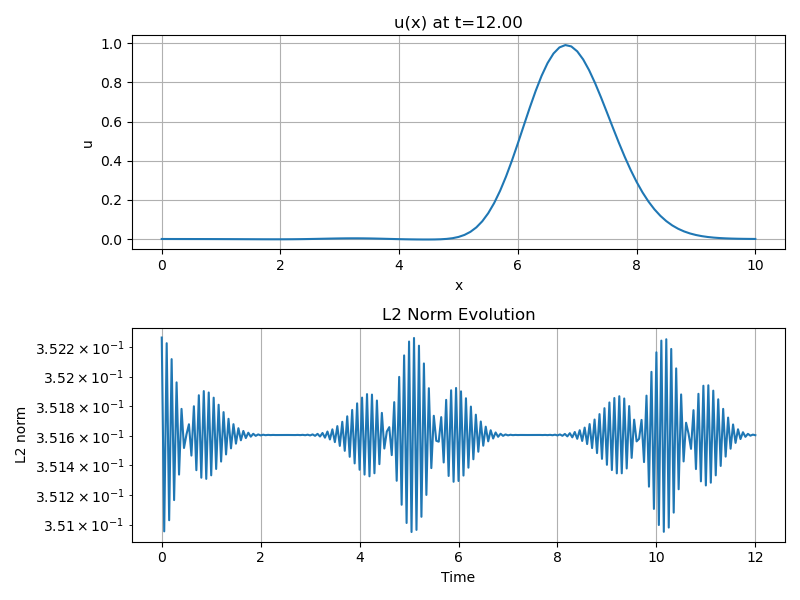 u(x) at t=12.00
1.0
0.8
0.6
0.4
0.2
0.0
u
0 2 4 6 8 10
x
L2 Norm Evolution
3.522 × 10⁻¹
3.52 × 10⁻¹
3.518 × 10⁻¹
3.516 × 10⁻¹
3.514 × 10⁻¹
3.512 × 10⁻¹
3.51 × 10⁻¹
L2 norm
0 2 4 6 8 10 12
Time